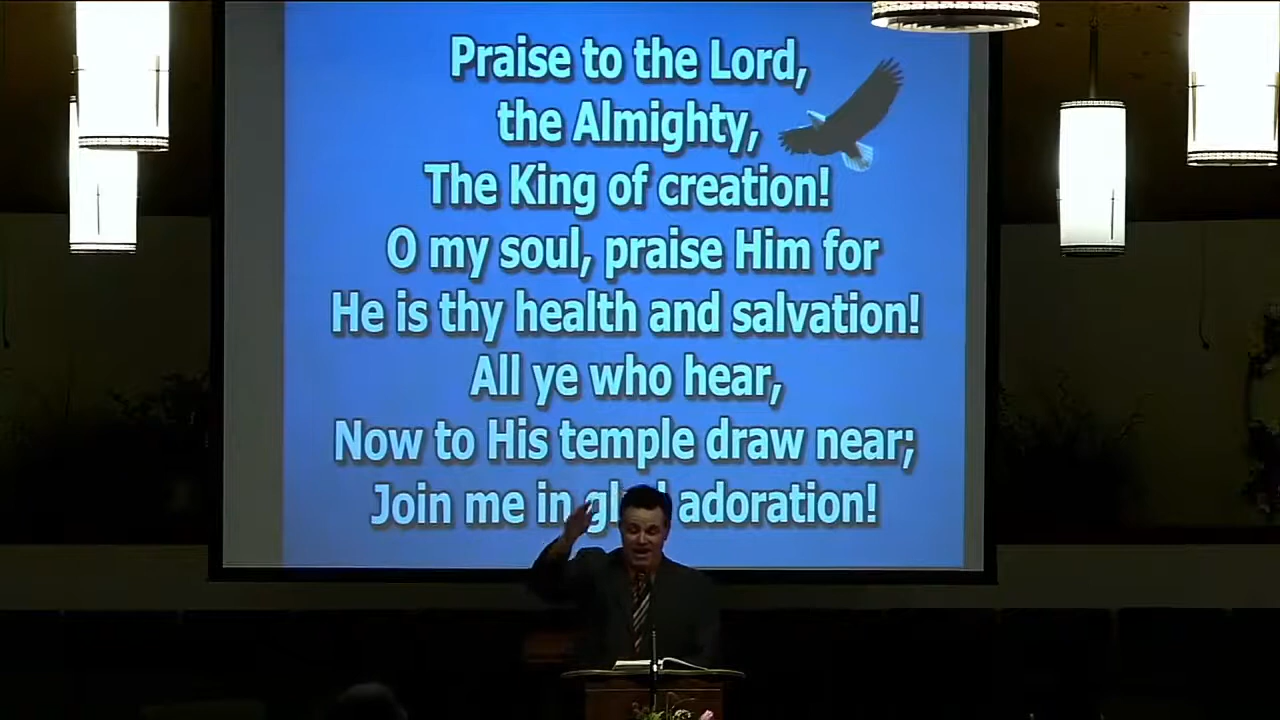 Praise to the Lord,
the Almighty,
The King of creation!
O my soul, praise Him for
He is thy health and salvation!
All ye who hear,
Now to His temple draw near;
Join me in adoration!